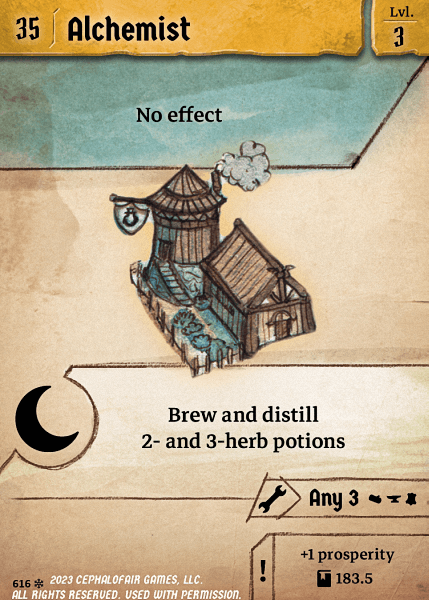 35 Alchemist
Lvl.
3
No effect
Brew and distill
2- and 3-herb potions
Any 3
! +1 prosperity
183.5
616 2023 CEPHALOFAIR GAMES, LLC.
ALL RIGHTS RESERVED. USED WITH PERMISSION.